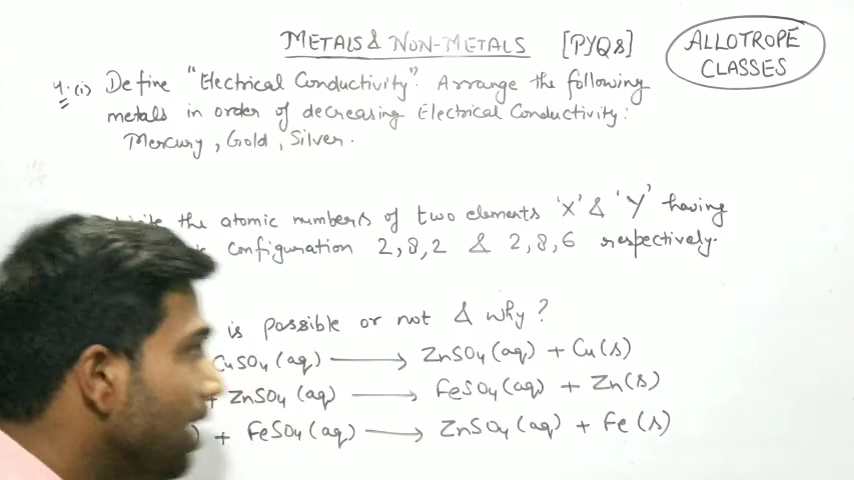 METALS & NON-METALS [PYQs]
ALLOTROPE
CLASSES
4.(i) Define "Electrical Conductivity". Arrange the following
metals in order of decreasing Electrical Conductivity:
Mercury, Gold, Silver.
the atomic numbers of two elements 'X' & 'Y' having
configuration 2,8,2 & 2,8,6 respectively.
is possible or not & why?
CuSO4 (aq) ⟶ ZnSO4 (aq) + Cu(s)
+ ZnSO4 (aq) ⟶ FeSO4 (aq) + Zn(s)
) + FeSO4 (aq) ⟶ ZnSO4 (aq) + Fe (s)